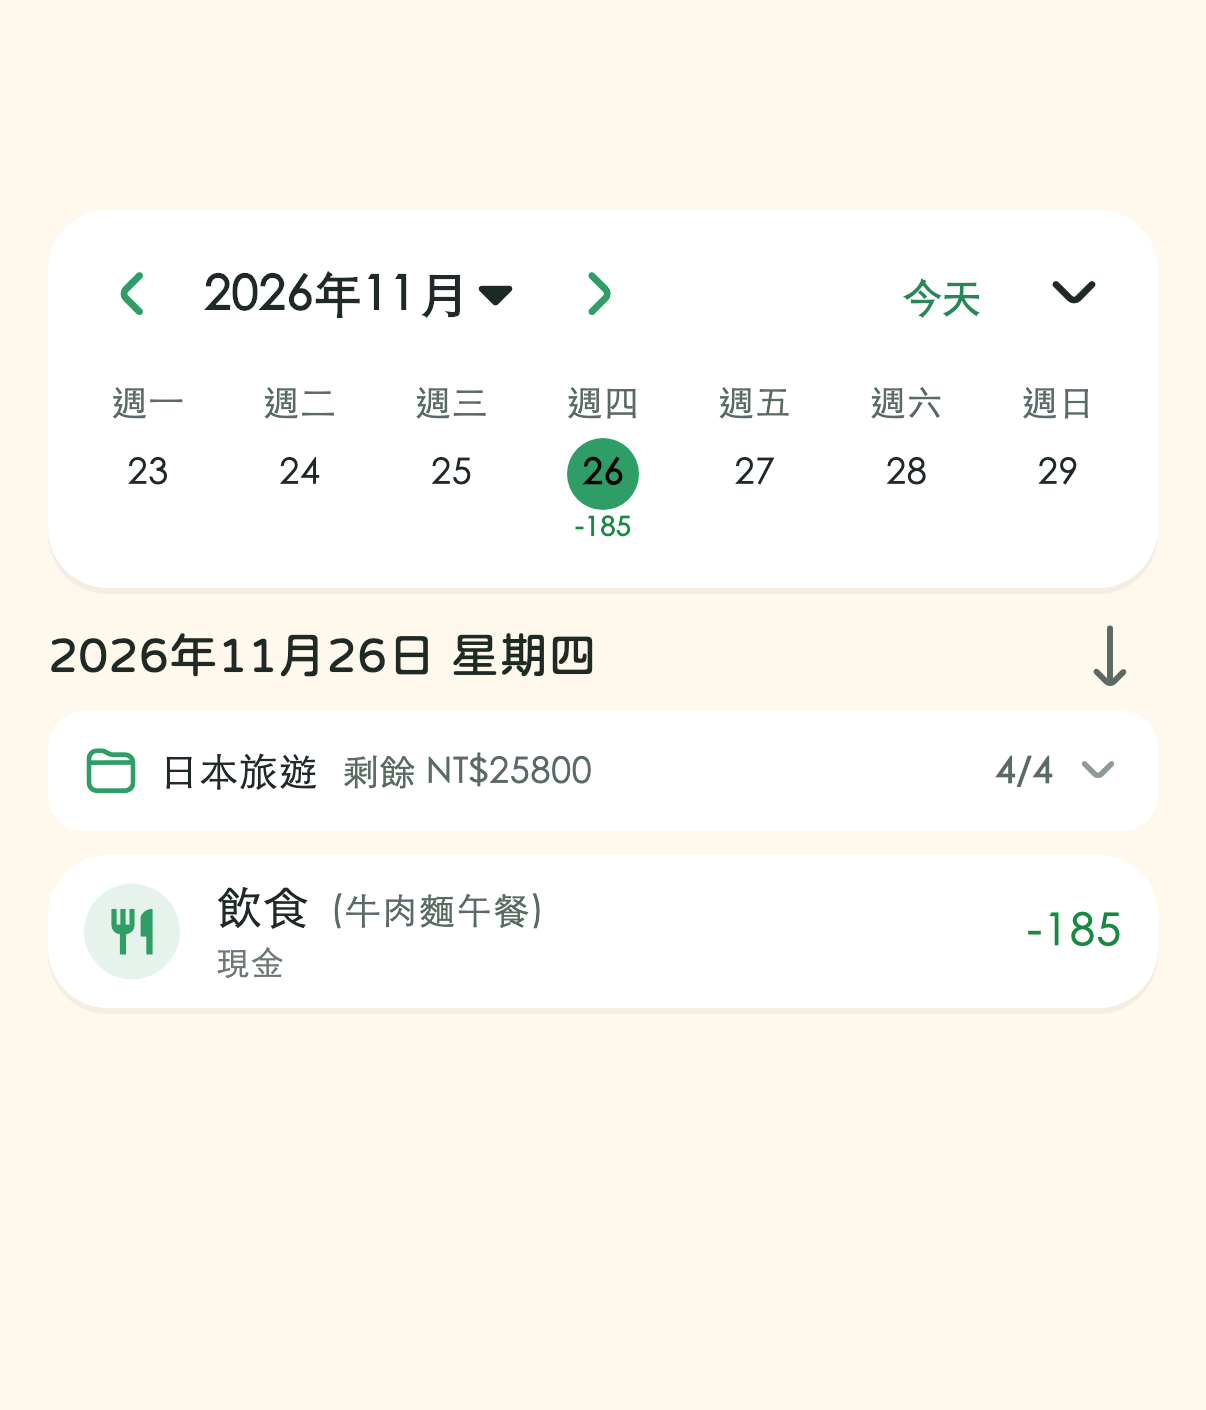 2026年11月 今天
週一 週二 週三 週四 週五 週六 週日
23 24 25 26 27 28 29
-185
2026年11月26日 星期四
日本旅遊 剩餘 NT$25800 4/4
飲食 (牛肉麵午餐) -185
現金